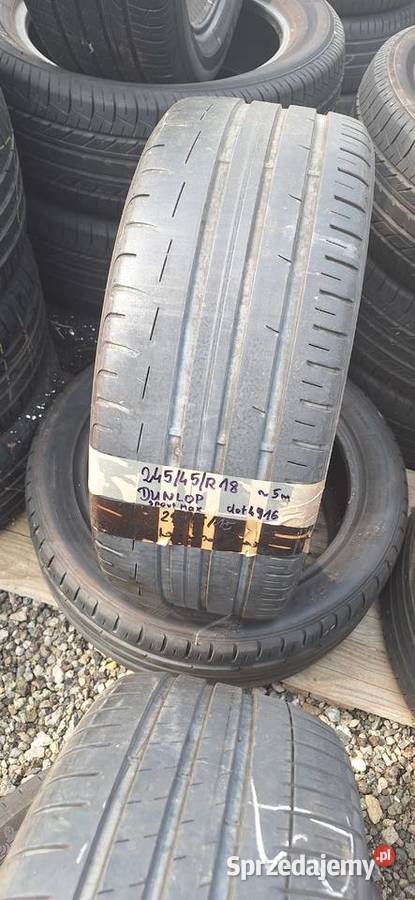 245/45/R18 ~5m
DUNLOP
sport max dot4916
Sprzedajemy.pl